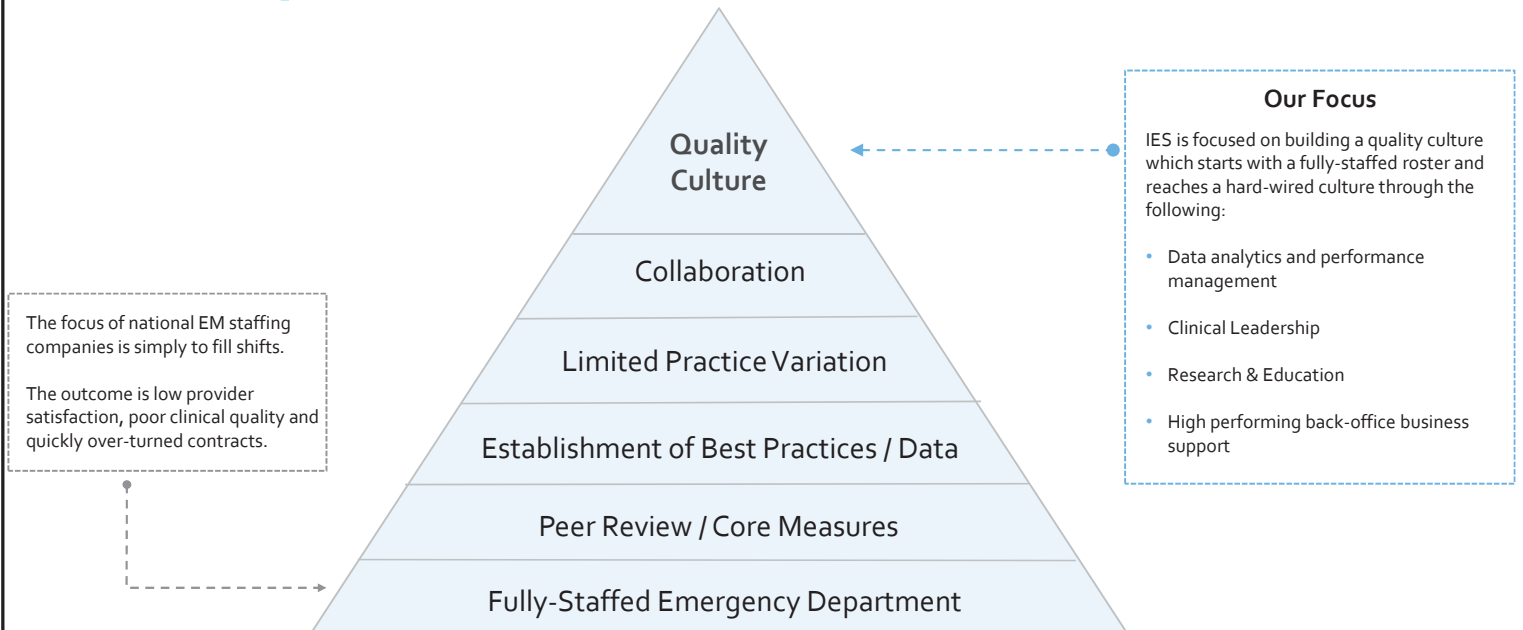 Quality
Culture
Collaboration
Limited Practice Variation
Establishment of Best Practices / Data
Peer Review / Core Measures
Fully-Staffed Emergency Department
The focus of national EM staffing
companies is simply to fill shifts.
The outcome is low provider
satisfaction, poor clinical quality and
quickly over-turned contracts.
Our Focus
IES is focused on building a quality culture
which starts with a fully-staffed roster and
reaches a hard-wired culture through the
following:
• Data analytics and performance
management
• Clinical Leadership
• Research & Education
• High performing back-office business
support